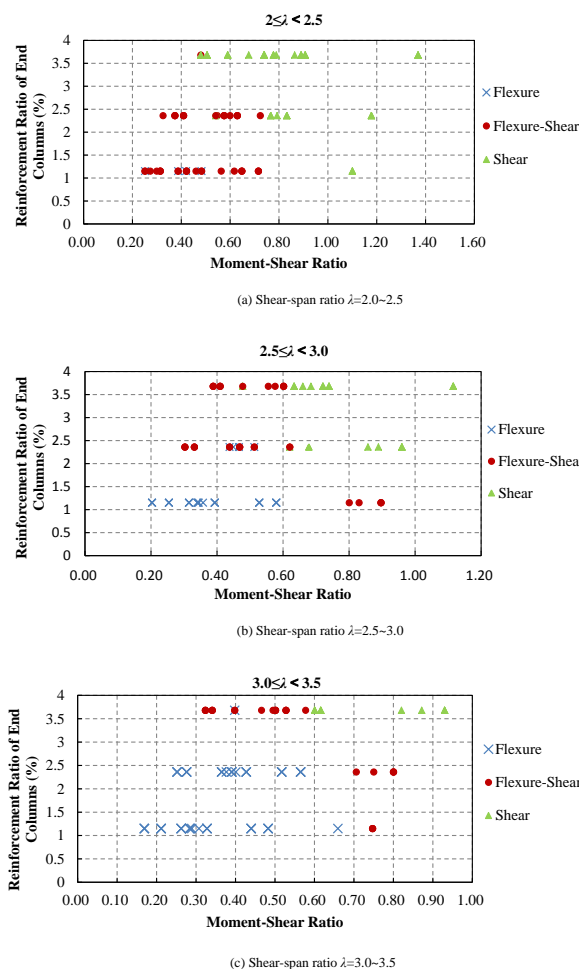 2≤λ＜2.5
4
3.5
3
2.5
2
1.5
1
0.5
0
0.00 0.20 0.40 0.60 0.80 1.00 1.20 1.40 1.60
Reinforcement Ratio of End
Columns (%)
Moment-Shear Ratio
Flexure
Flexure-Shear
Shear
(a) Shear-span ratio λ=2.0~2.5
2.5≤λ＜3.0
4
3.5
3
2.5
2
1.5
1
0.5
0
0.00 0.20 0.40 0.60 0.80 1.00 1.20
Reinforcement Ratio of End
Columns (%)
Moment-Shear Ratio
Flexure
Flexure-Shear
Shear
(b) Shear-span ratio λ=2.5~3.0
3.0≤λ＜3.5
4
3.5
3
2.5
2
1.5
1
0.5
0
0.00 0.10 0.20 0.30 0.40 0.50 0.60 0.70 0.80 0.90 1.00
Reinforcement Ratio of End
Columns (%)
Moment-Shear Ratio
Flexure
Flexure-Shear
Shear
(c) Shear-span ratio λ=3.0~3.5